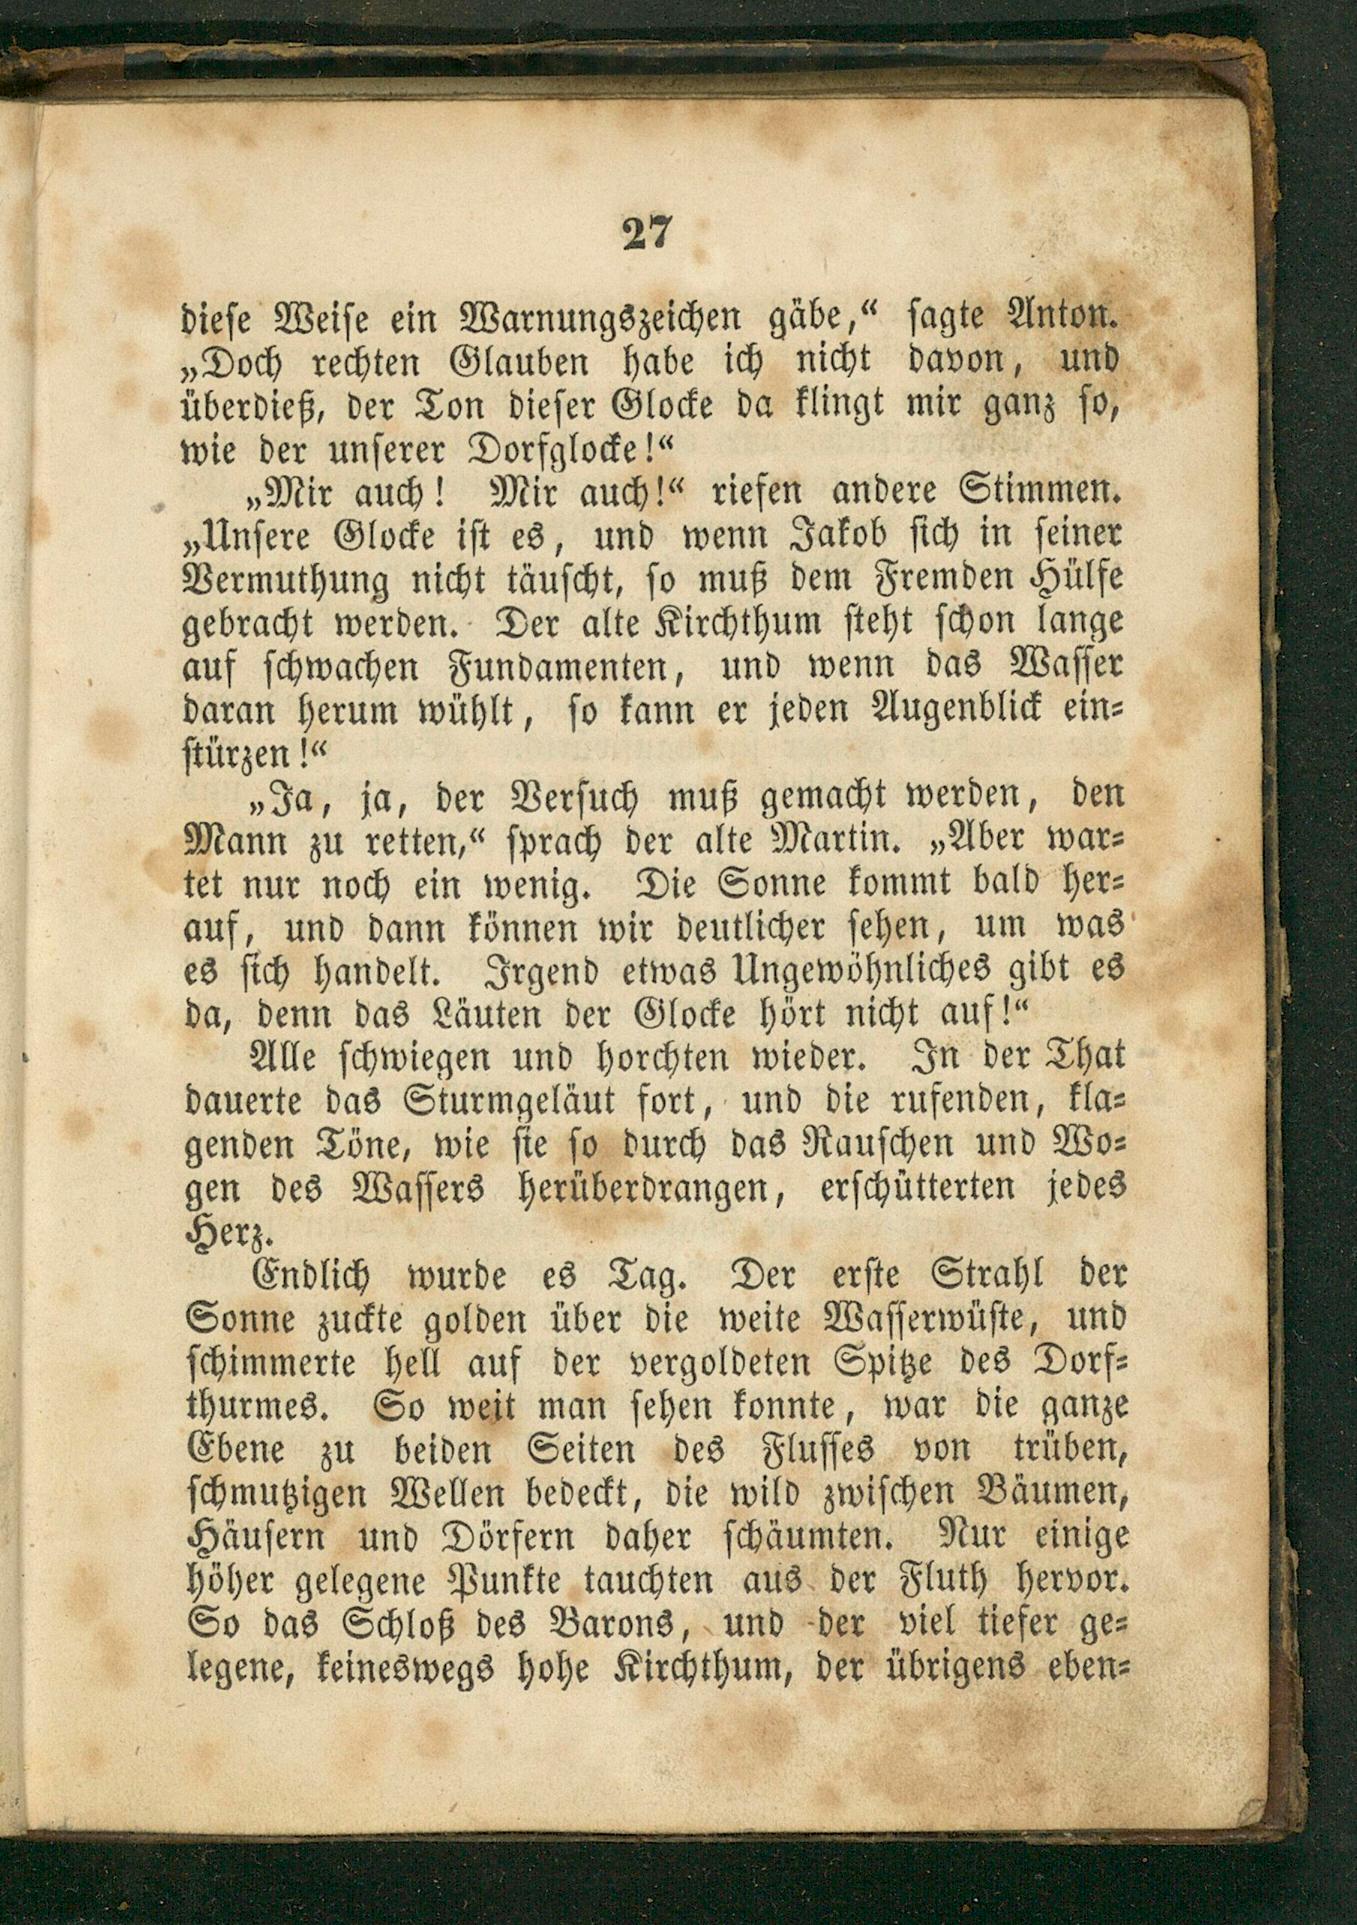 27
diese Weise ein Warnungszeichen gäbe,“ sagte Anton.
„Doch rechten Glauben habe ich nicht davon, und
überdieß, der Ton dieser Glocke da klingt mir ganz so,
wie der unserer Dorfglocke!“
„Mir auch! Mir auch!“ riefen andere Stimmen.
„Unsere Glocke ist es, und wenn Jakob sich in seiner
Vermuthung nicht täuscht, so muß dem Fremden Hülfe
gebracht werden. Der alte Kirchthum steht schon lange
auf schwachen Fundamenten, und wenn das Wasser
daran herum wühlt, so kann er jeden Augenblick ein-
stürzen!“
„Ja, ja, der Versuch muß gemacht werden, den
Mann zu retten,“ sprach der alte Martin. „Aber war-
tet nur noch ein wenig. Die Sonne kommt bald her-
auf, und dann können wir deutlicher sehen, um was
es sich handelt. Irgend etwas Ungewöhnliches gibt es
da, denn das Läuten der Glocke hört nicht auf!“
Alle schwiegen und horchten wieder. In der That
dauerte das Sturmgeläut fort, und die rufenden, kla-
genden Töne, wie sie so durch das Rauschen und Wo-
gen des Wassers herüberdrangen, erschütterten jedes
Herz.
Endlich wurde es Tag. Der erste Strahl der
Sonne zuckte golden über die weite Wasserwüste, und
schimmerte hell auf der vergoldeten Spitze des Dorf-
thurmes. So weit man sehen konnte, war die ganze
Ebene zu beiden Seiten des Flusses von trüben,
schmutzigen Wellen bedeckt, die wild zwischen Bäumen,
Häusern und Dörfern daher schäumten. Nur einige
höher gelegene Punkte tauchten aus der Fluth hervor.
So das Schloß des Barons, und der viel tiefer ge-
legene, keineswegs hohe Kirchthum, der übrigens eben-